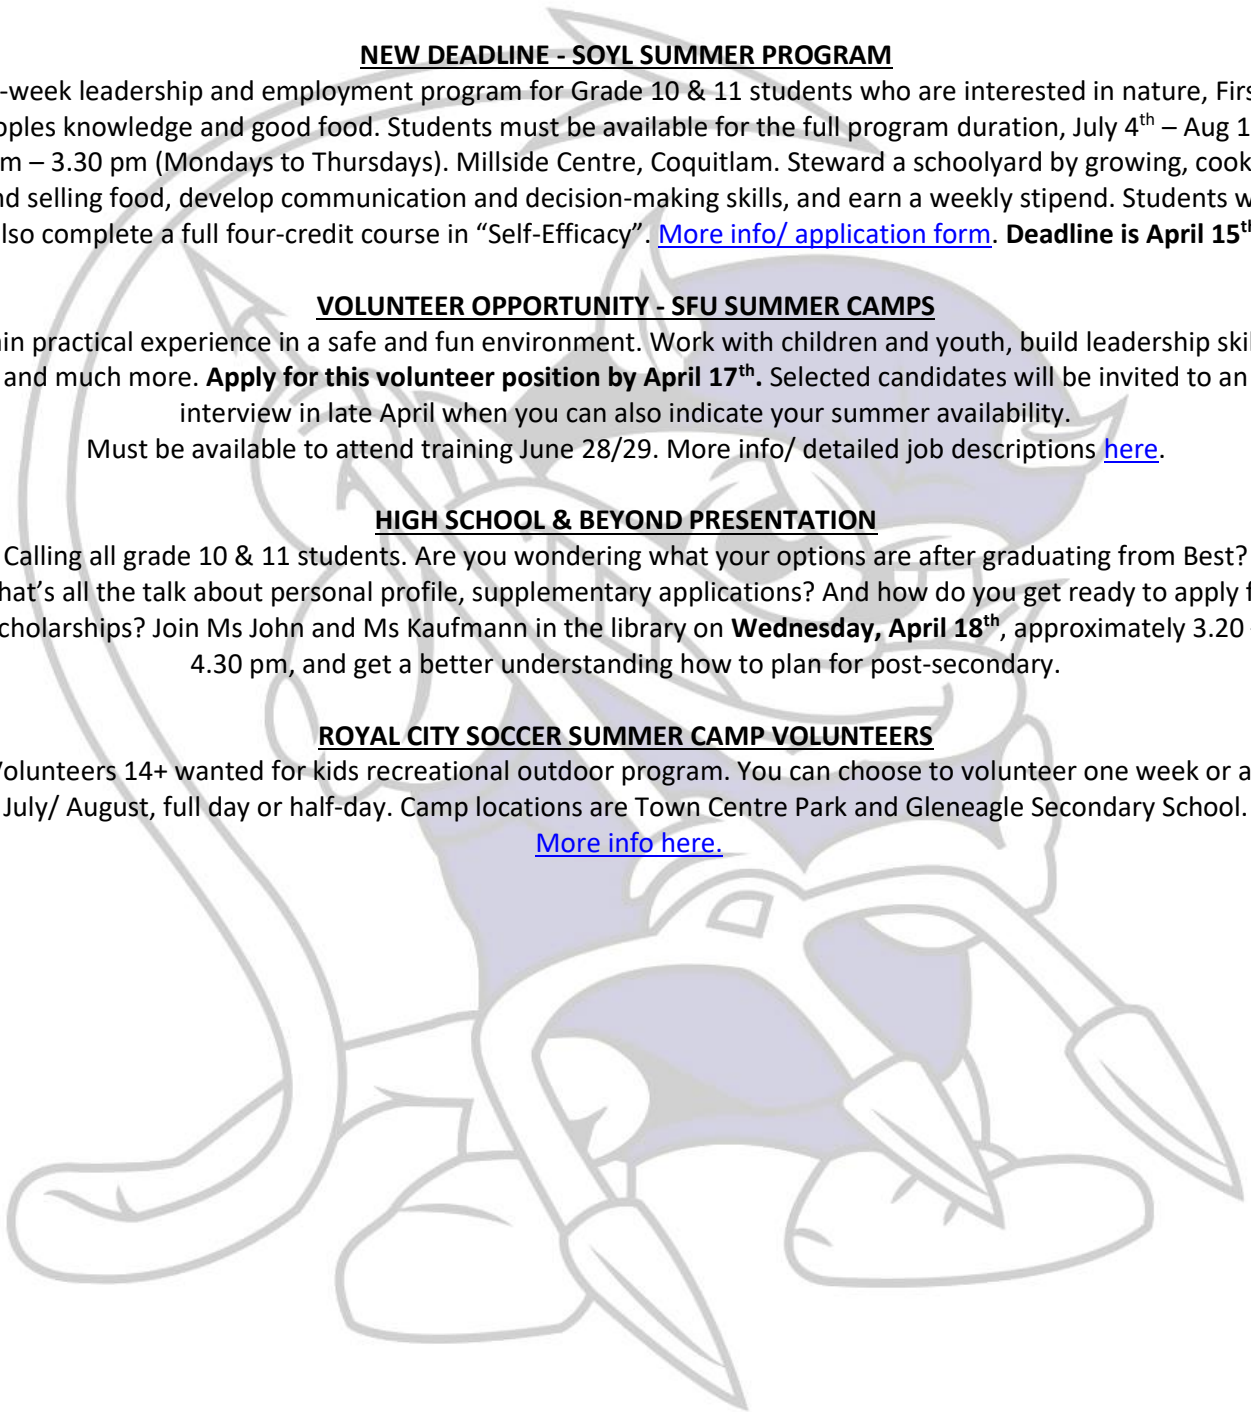 NEW DEADLINE - SOYL SUMMER PROGRAM
-week leadership and employment program for Grade 10 & 11 students who are interested in nature, Firs
oples knowledge and good food. Students must be available for the full program duration, July 4th – Aug 1
m – 3.30 pm (Mondays to Thursdays). Millside Centre, Coquitlam. Steward a schoolyard by growing, cook
nd selling food, develop communication and decision-making skills, and earn a weekly stipend. Students w
lso complete a full four-credit course in “Self-Efficacy”. More info/ application form. Deadline is April 15th
VOLUNTEER OPPORTUNITY - SFU SUMMER CAMPS
in practical experience in a safe and fun environment. Work with children and youth, build leadership skil
and much more. Apply for this volunteer position by April 17th. Selected candidates will be invited to an
interview in late April when you can also indicate your summer availability.
Must be available to attend training June 28/29. More info/ detailed job descriptions here.
HIGH SCHOOL & BEYOND PRESENTATION
Calling all grade 10 & 11 students. Are you wondering what your options are after graduating from Best?
hat’s all the talk about personal profile, supplementary applications? And how do you get ready to apply f
cholarships? Join Ms John and Ms Kaufmann in the library on Wednesday, April 18th, approximately 3.20 -
4.30 pm, and get a better understanding how to plan for post-secondary.
ROYAL CITY SOCCER SUMMER CAMP VOLUNTEERS
Volunteers 14+ wanted for kids recreational outdoor program. You can choose to volunteer one week or a
July/ August, full day or half-day. Camp locations are Town Centre Park and Gleneagle Secondary School.
More info here.